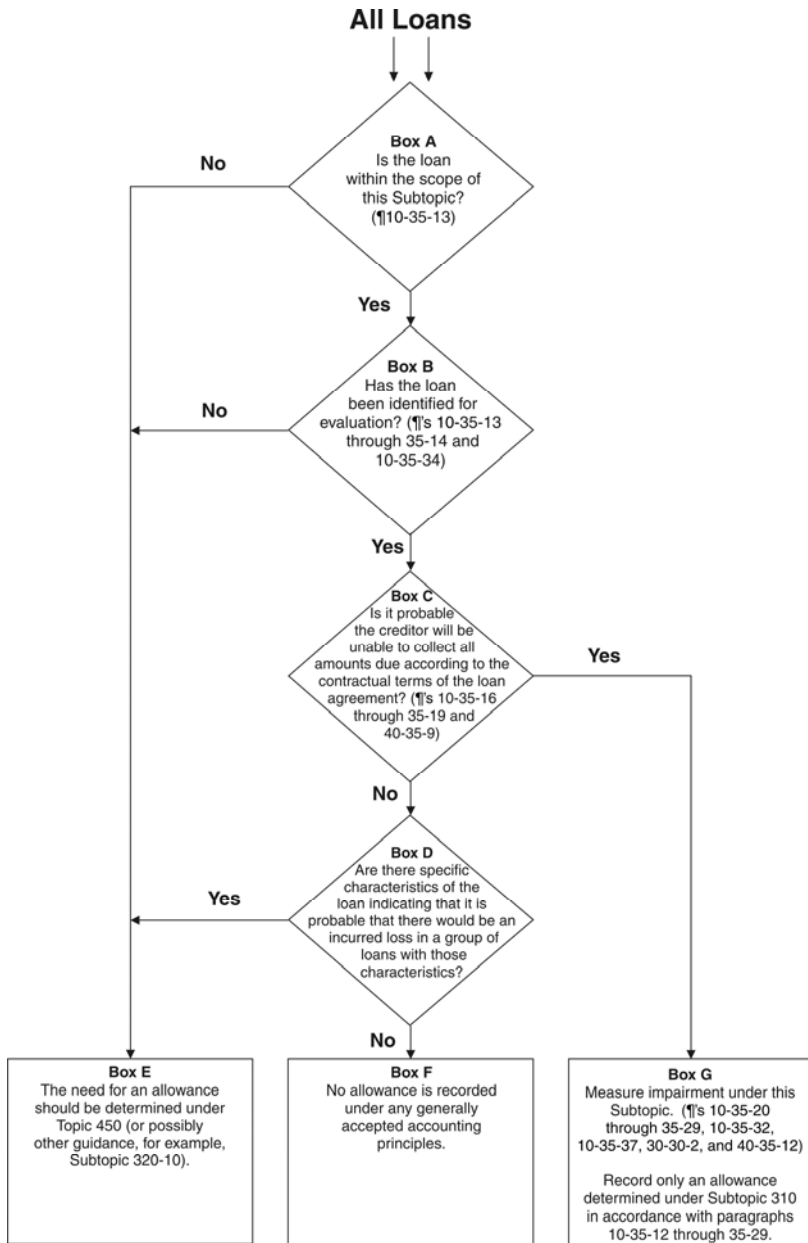 All Loans
Box A
Is the loan
within the scope of
this Subtopic?
(¶10-35-13)
No
Yes
Box B
Has the loan
been identified for
evaluation? (¶'s 10-35-13
through 35-14 and
10-35-34)
No
Yes
Box C
Is it probable
the creditor will be
unable to collect all
amounts due according to the
contractual terms of the loan
agreement? (¶'s 10-35-16
through 35-19 and
40-35-9)
Yes
No
Box D
Are there specific
characteristics of the
loan indicating that it is
probable that there would be an
incurred loss in a group of
loans with those
characteristics?
Yes
No
Box E
The need for an allowance
should be determined under
Topic 450 (or possibly
other guidance, for example,
Subtopic 320-10).
Box F
No allowance is recorded
under any generally
accepted accounting
principles.
Box G
Measure impairment under this
Subtopic. (¶'s 10-35-20
through 35-29, 10-35-32,
10-35-37, 30-30-2, and 40-35-12)
Record only an allowance
determined under Subtopic 310
in accordance with paragraphs
10-35-12 through 35-29.